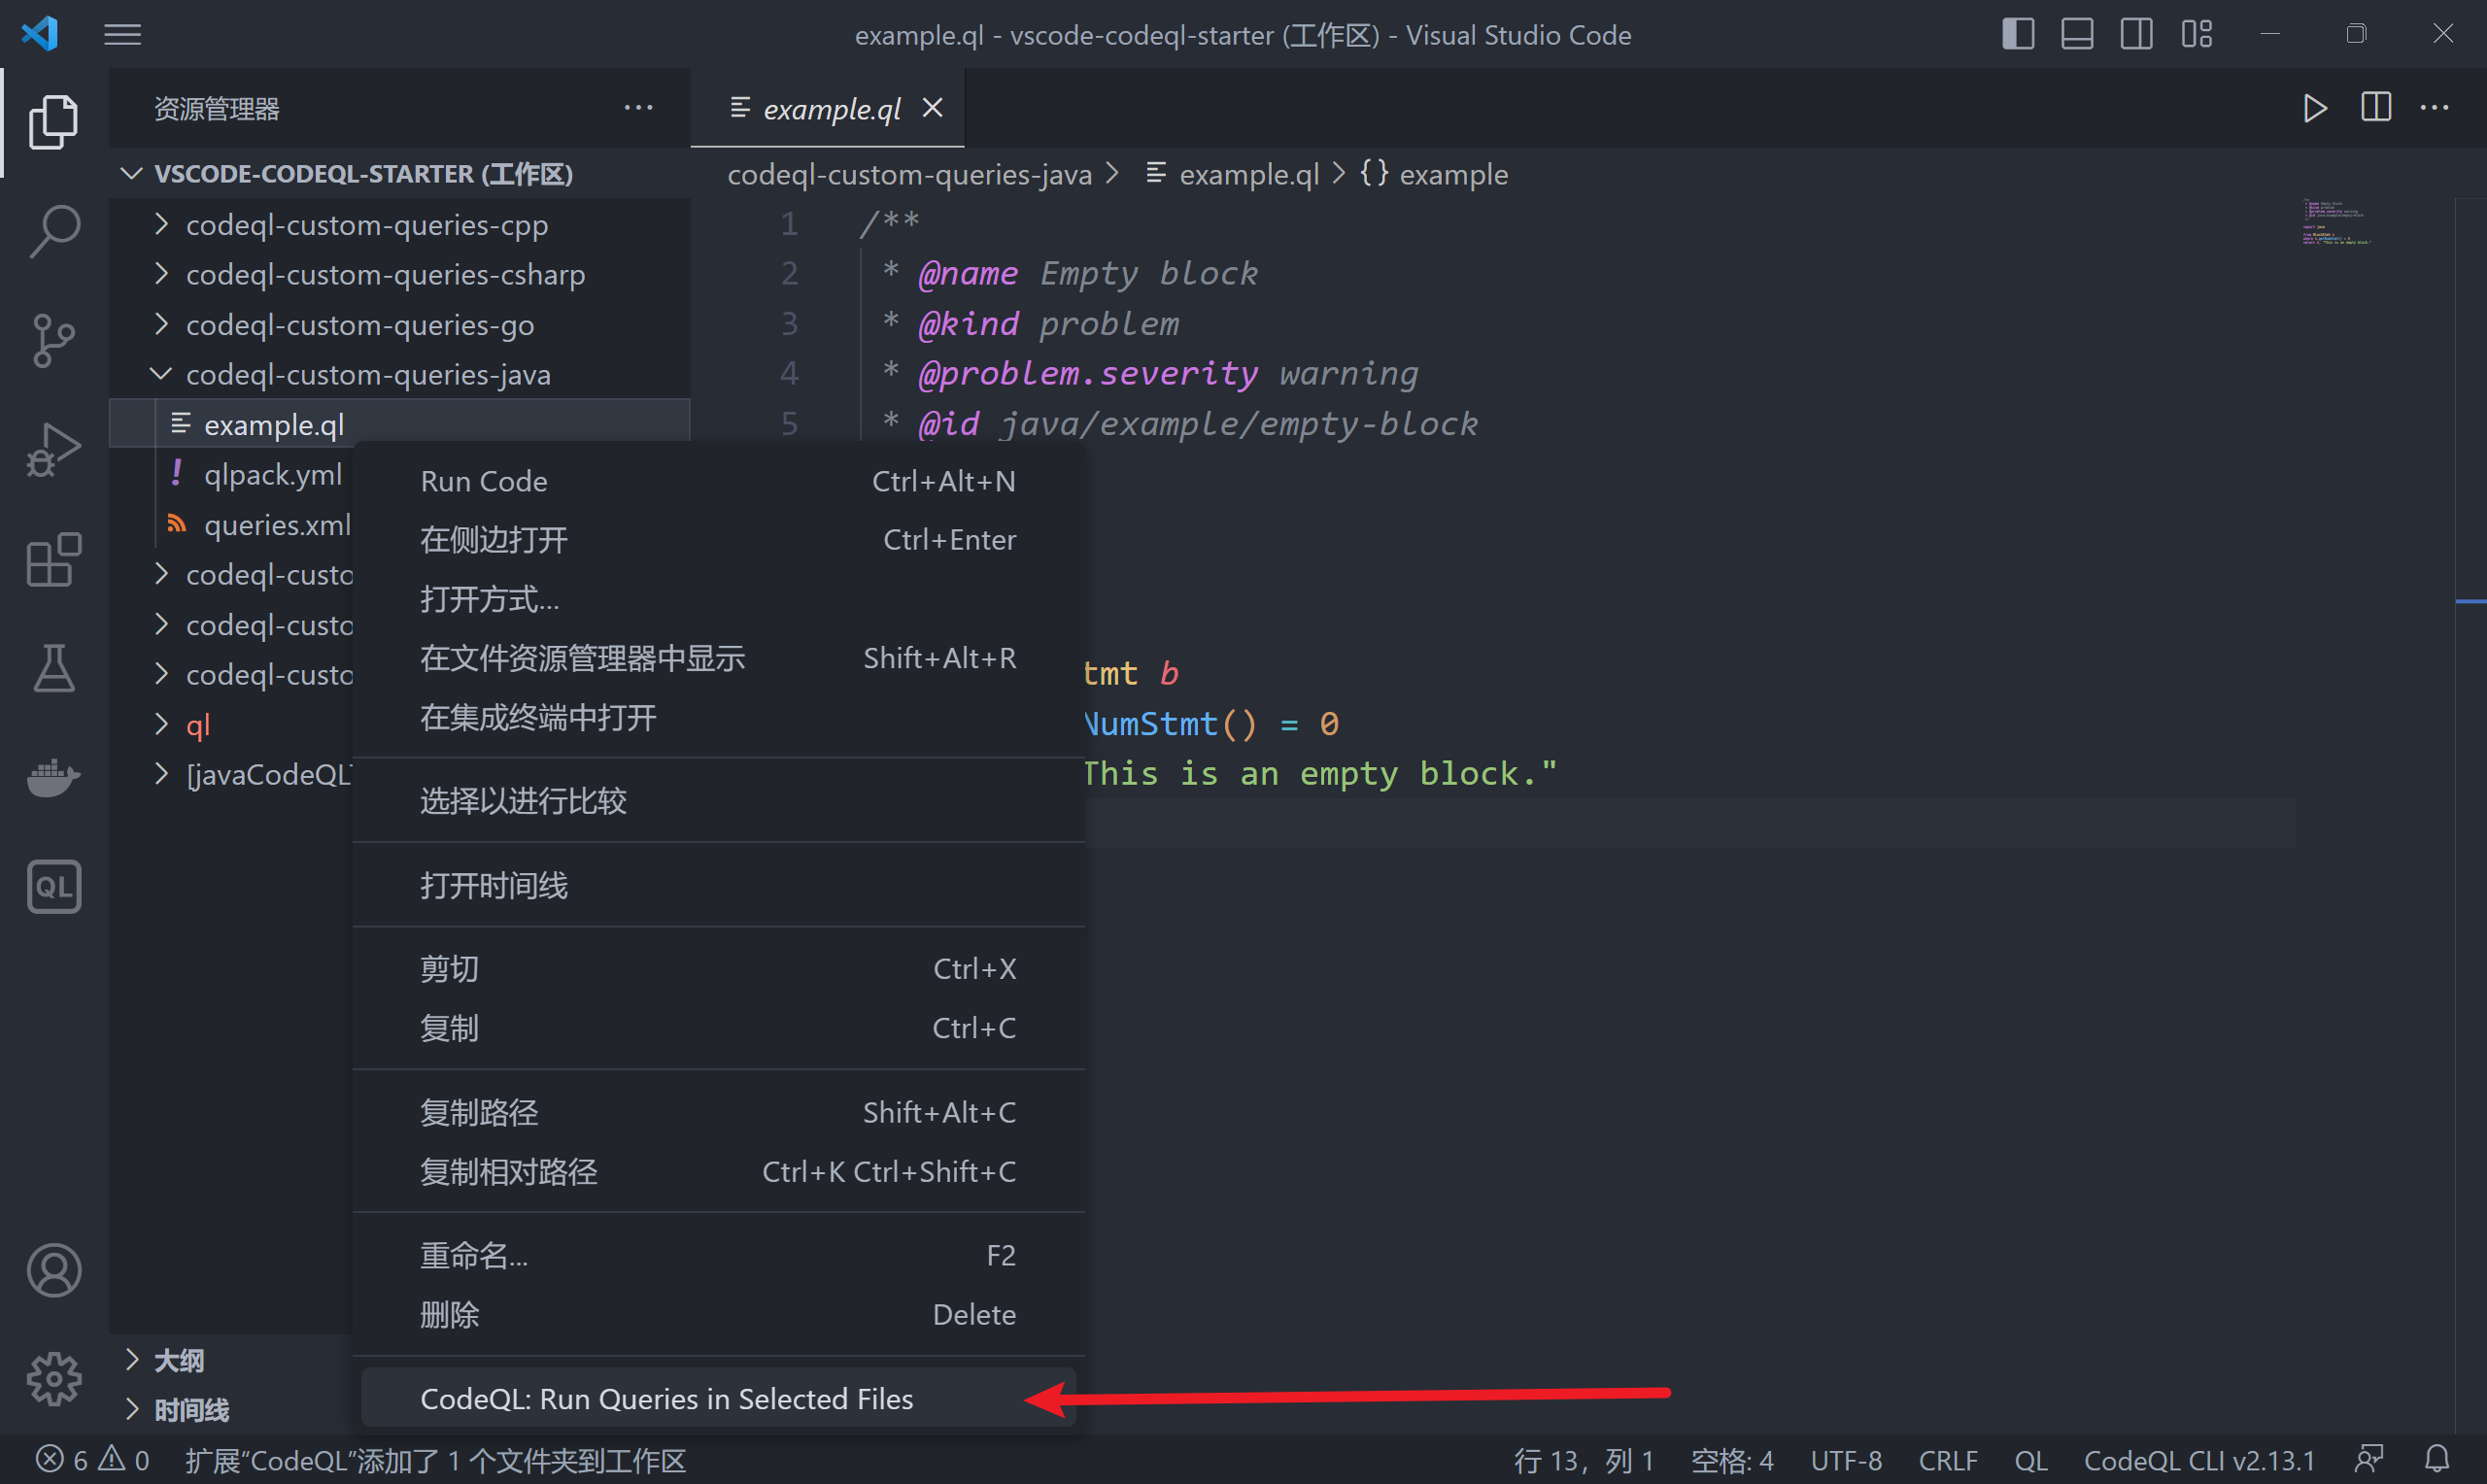 example.ql - vscode-codeql-starter (工作区) - Visual Studio Code
资源管理器
example.ql
VSCODE-CODEQL-STARTER (工作区)
codeql-custom-queries-java > example.ql > {} example
codeql-custom-queries-cpp
codeql-custom-queries-csharp
codeql-custom-queries-go
codeql-custom-queries-java
example.ql
qlpack.yml
queries.xml
codeql-custo
codeql-custo
codeql-custo
ql
[javaCodeQL
1 /**
2 * @name Empty block
3 * @kind problem
4 * @problem.severity warning
5 * @id java/example/empty-block
tmt b
NumStmt() = 0
This is an empty block."
Run Code Ctrl+Alt+N
在侧边打开 Ctrl+Enter
打开方式...
在文件资源管理器中显示 Shift+Alt+R
在集成终端中打开
选择以进行比较
打开时间线
剪切 Ctrl+X
复制 Ctrl+C
复制路径 Shift+Alt+C
复制相对路径 Ctrl+K Ctrl+Shift+C
重命名... F2
删除 Delete
CodeQL: Run Queries in Selected Files
QL
大纲
时间线
6 0 扩展“CodeQL”添加了 1 个文件夹到工作区
行 13，列 1 空格: 4 UTF-8 CRLF QL CodeQL CLI v2.13.1